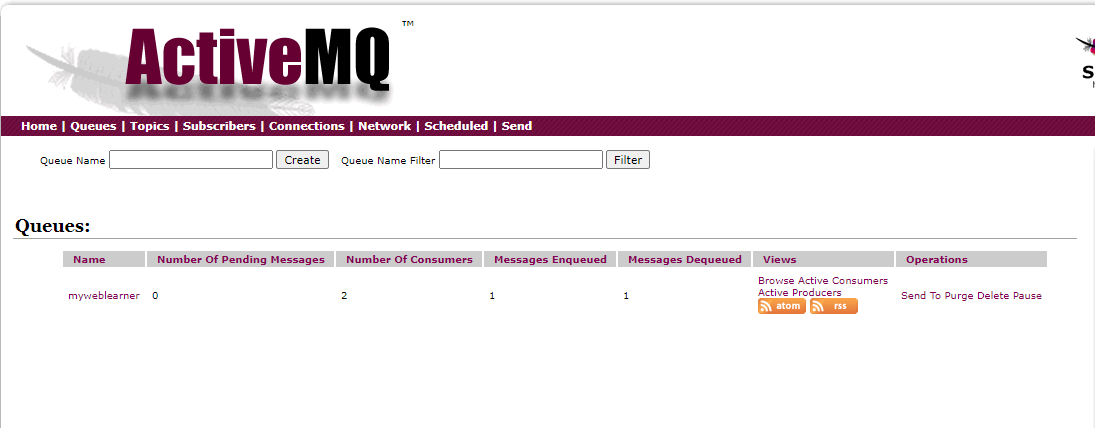 ActiveMQ™
S
Home | Queues | Topics | Subscribers | Connections | Network | Scheduled | Send
Queue Name Create Queue Name Filter Filter
Queues:
Name Number Of Pending Messages Number Of Consumers Messages Enqueued Messages Dequeued Views Operations
myweblearner 0 2 1 1 Browse Active Consumers
Active Producers
atom rss
Send To Purge Delete Pause